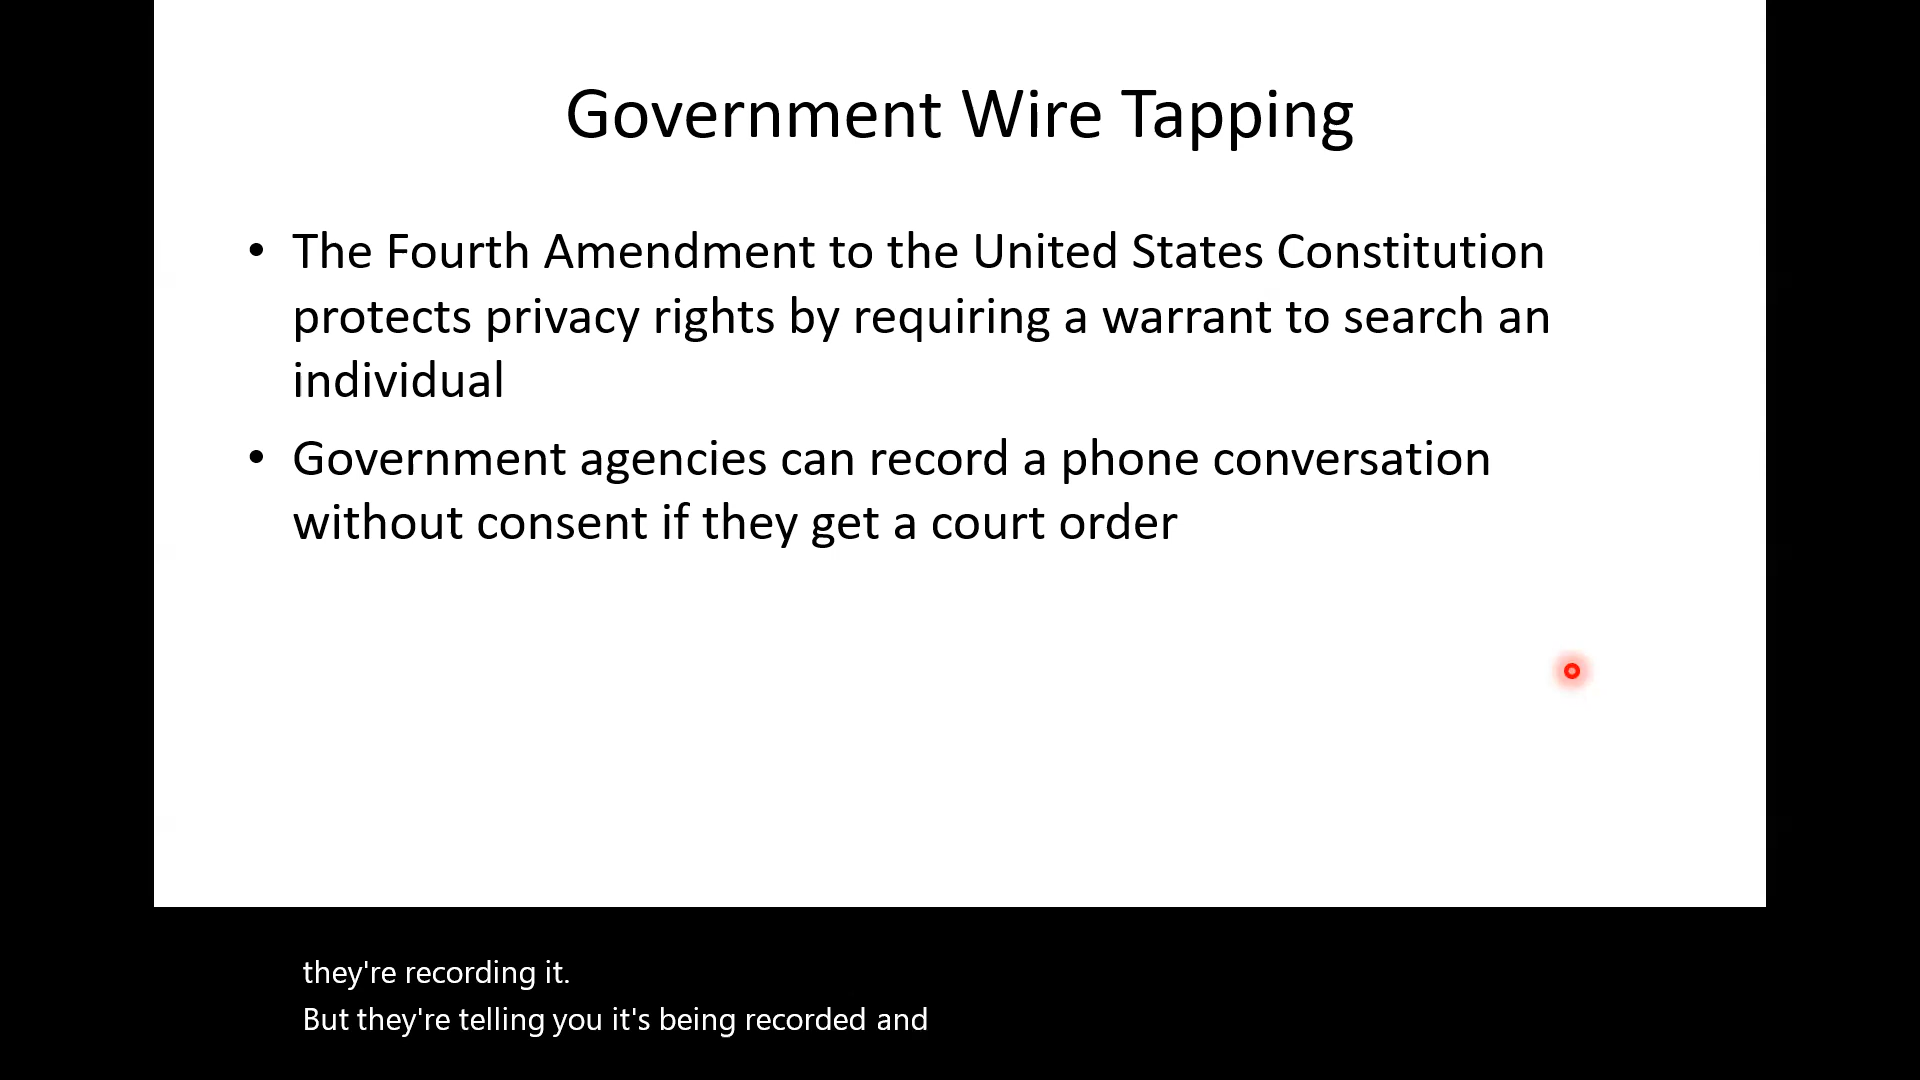 Government Wire Tapping
• The Fourth Amendment to the United States Constitution
protects privacy rights by requiring a warrant to search an
individual
• Government agencies can record a phone conversation
without consent if they get a court order
they're recording it.
But they're telling you it's being recorded and